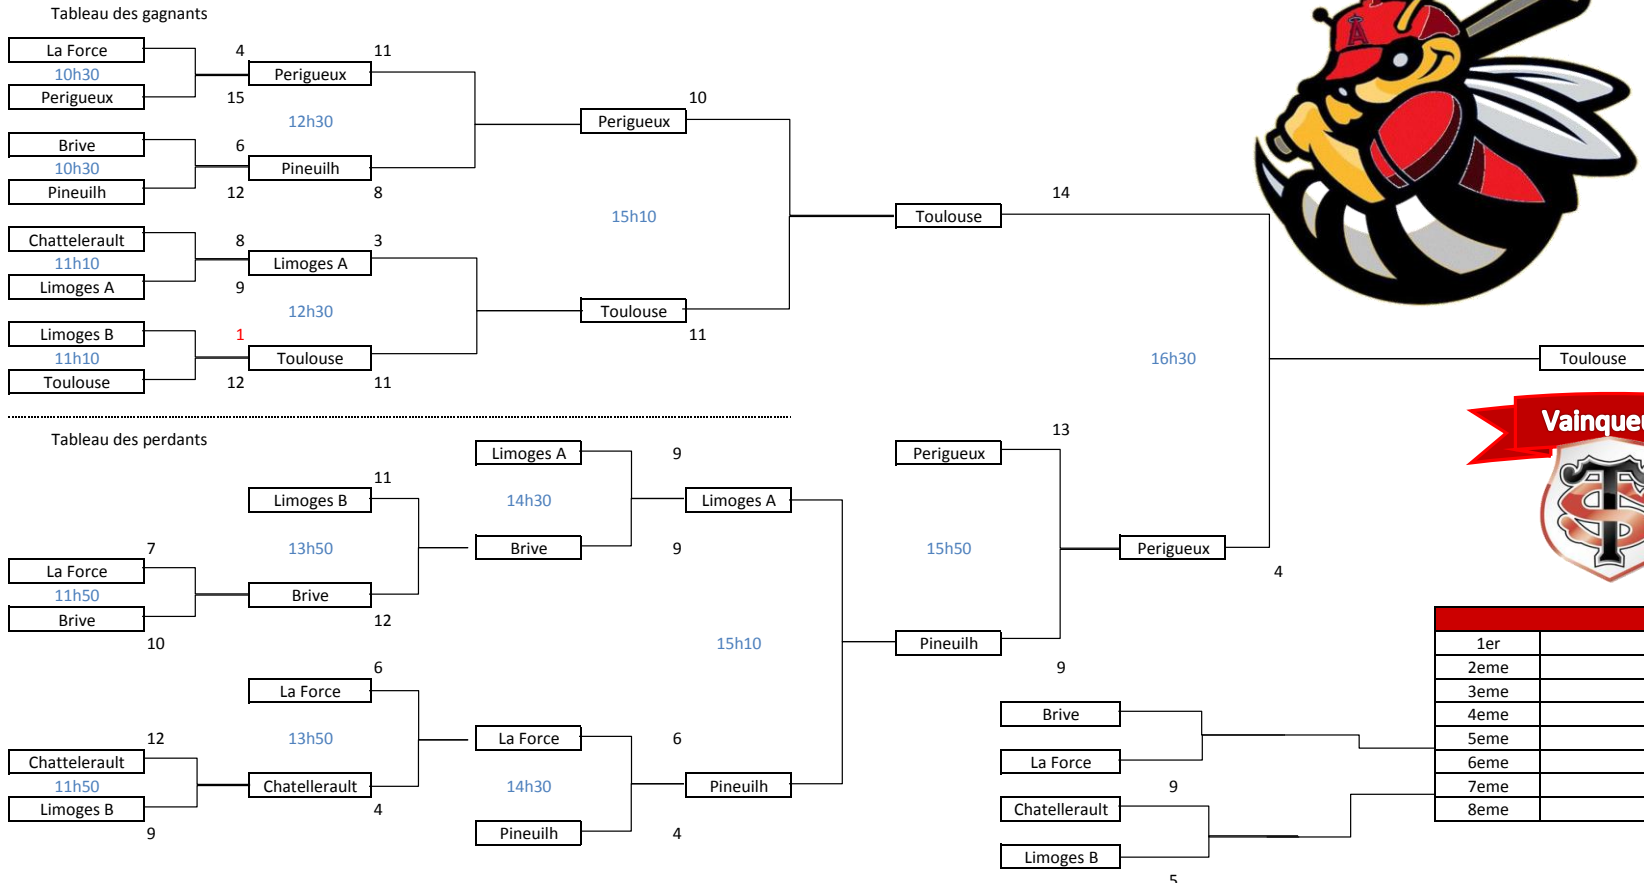 Tableau des gagnants
La Force
10h30
Perigueux
4
15
Brive
10h30
Pineuilh
6
12
Chattelerault
11h10
Limoges A
8
9
Limoges B
11h10
Toulouse
1
12
Perigueux
12h30
Pineuilh
11
8
Limoges A
12h30
Toulouse
3
11
Perigueux
15h10
Toulouse
10
11
Toulouse
14
16h30
Toulouse
A
Tableau des perdants
La Force
11h50
Brive
7
10
Chattelerault
11h50
Limoges B
12
9
Limoges B
13h50
Brive
11
12
La Force
13h50
Chatellerault
6
4
Limoges A
14h30
Brive
9
9
La Force
14h30
Pineuilh
6
4
Limoges A
15h10
Pineuilh
Perigueux
15h50
Pineuilh
13
9
Perigueux
4
Brive
La Force
9
Chatellerault
Limoges B
5
Vainque
ST
1er
2eme
3eme
4eme
5eme
6eme
7eme
8eme